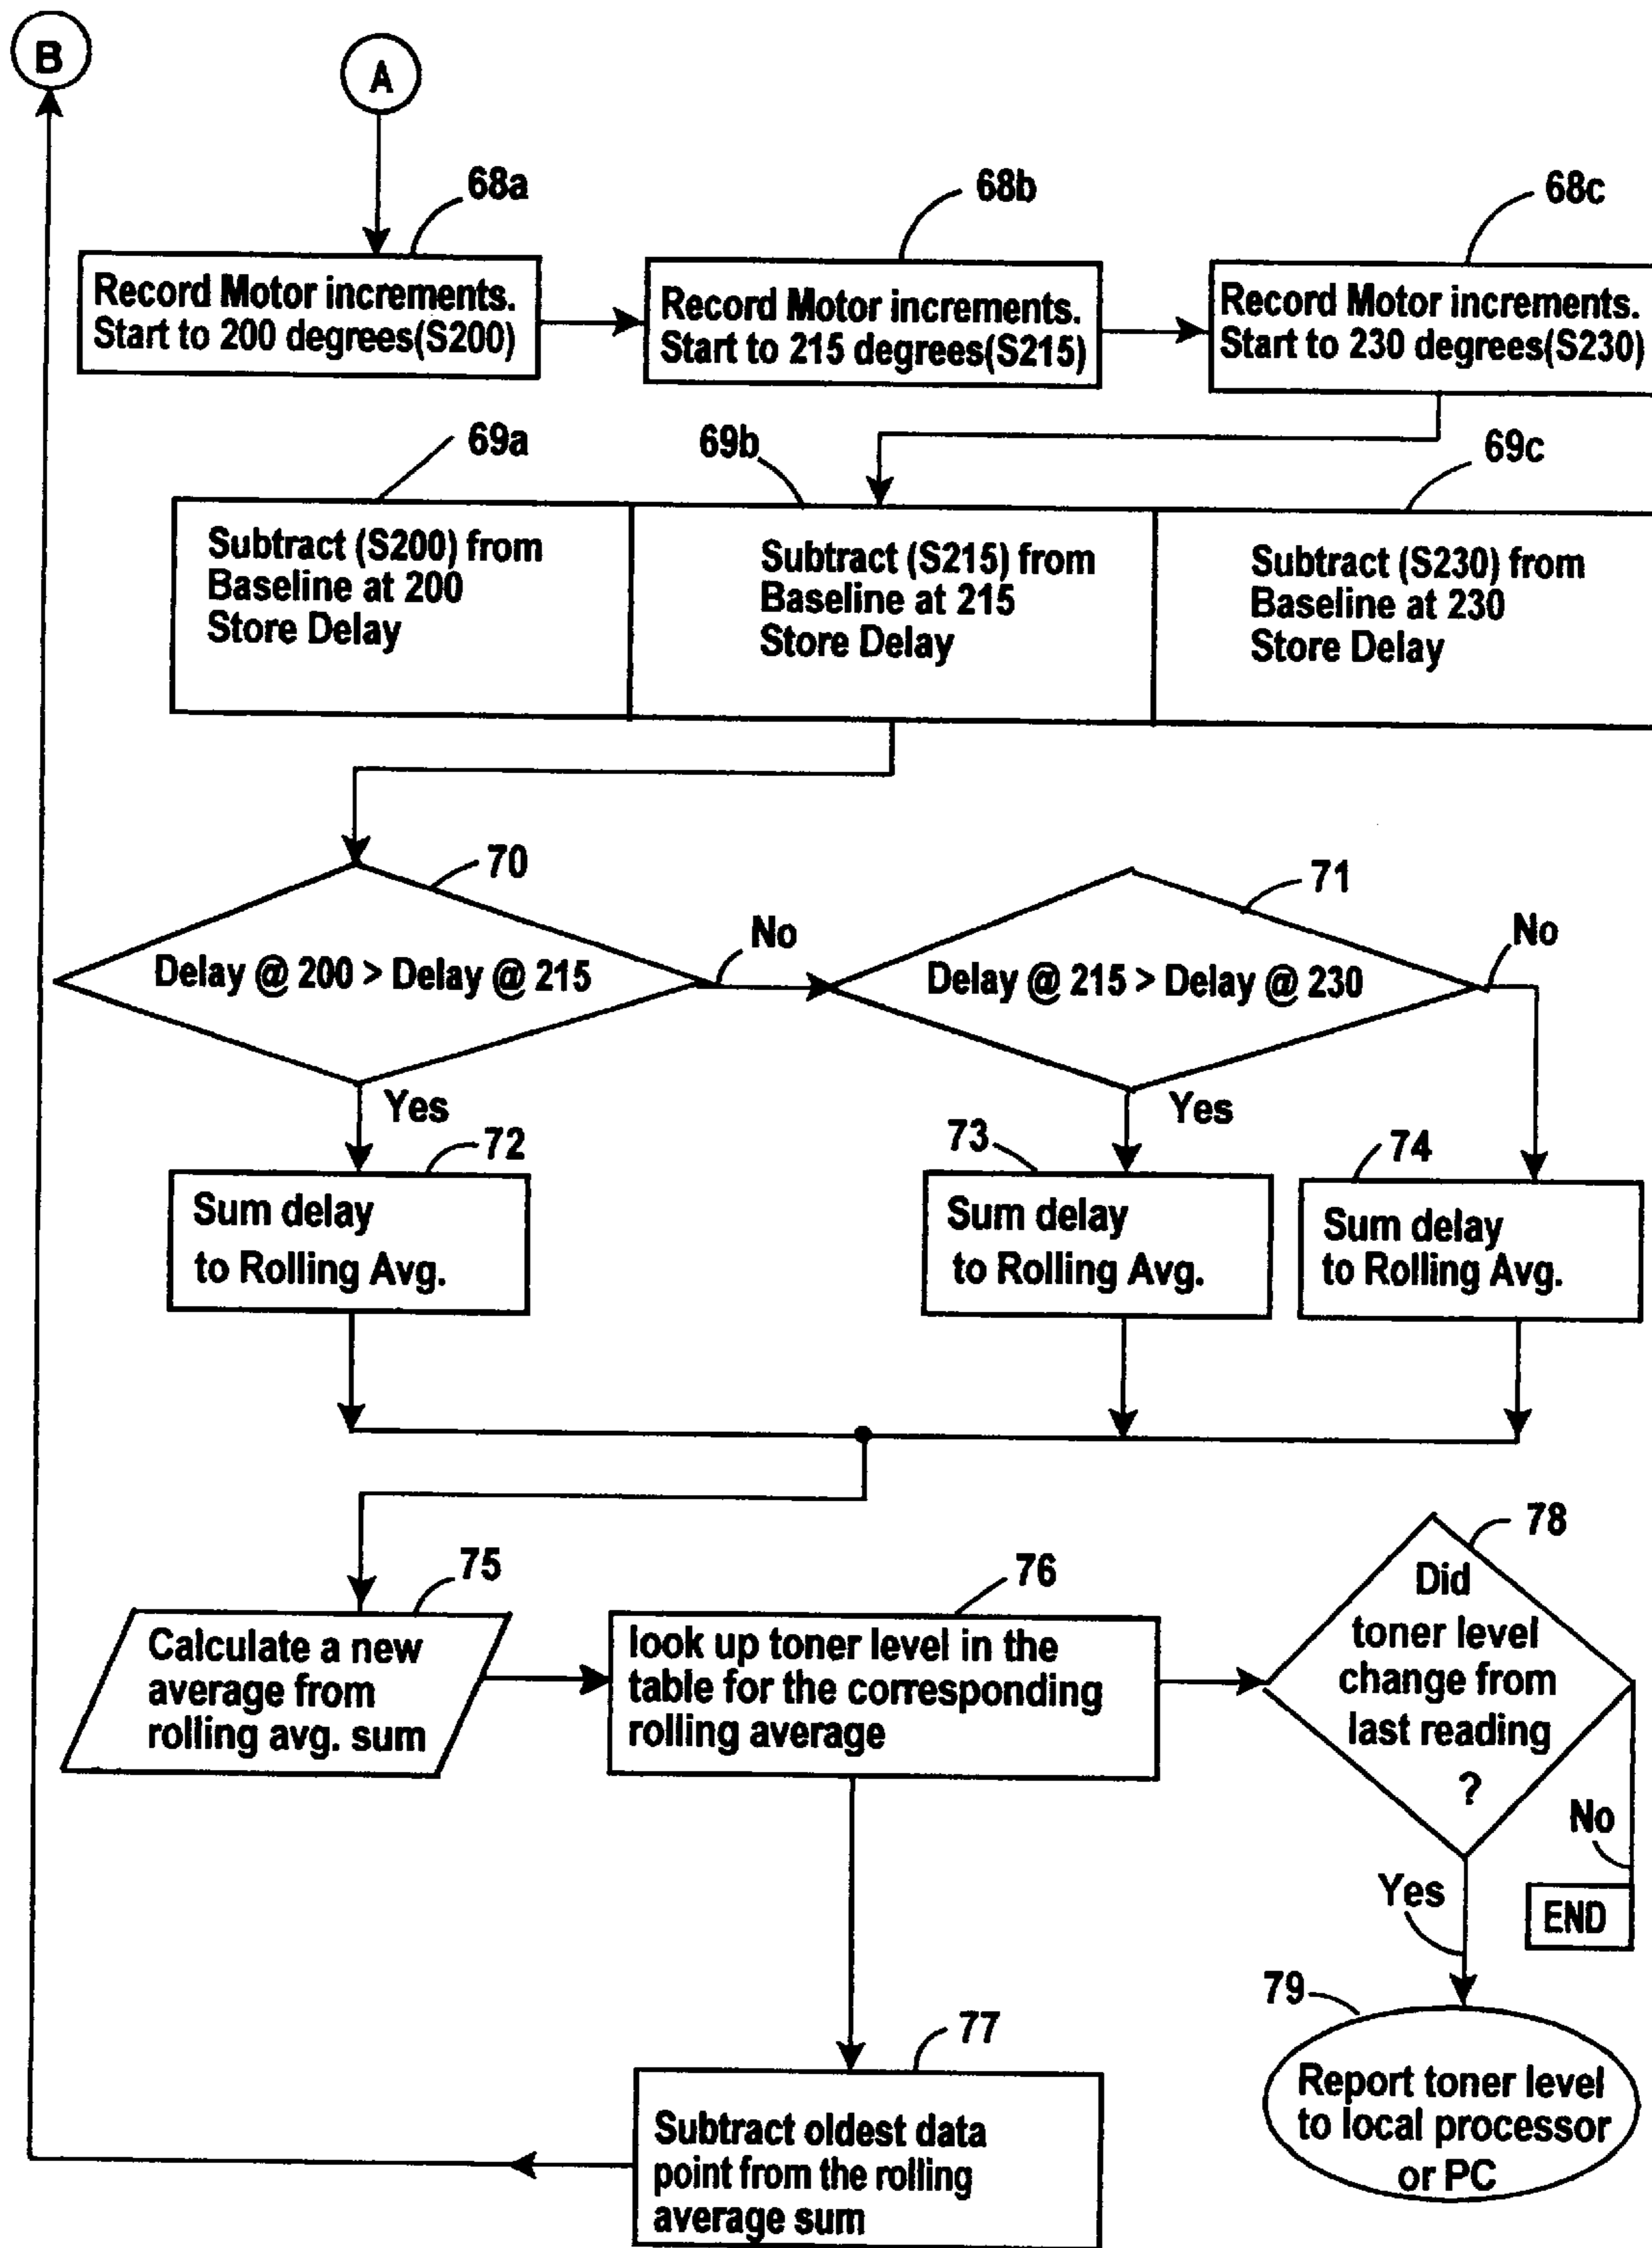 B
A
68a
68b
68c
Record Motor increments.
Start to 200 degrees(S200)
Record Motor increments.
Start to 215 degrees(S215)
Record Motor increments.
Start to 230 degrees(S230)
69a
69b
69c
Subtract (S200) from
Baseline at 200
Store Delay
Subtract (S215) from
Baseline at 215
Store Delay
Subtract (S230) from
Baseline at 230
Store Delay
70
71
No
No
Delay @ 200 > Delay @ 215
Delay @ 215 > Delay @ 230
Yes
Yes
72
73
74
Sum delay
to Rolling Avg.
Sum delay
to Rolling Avg.
Sum delay
to Rolling Avg.
75
76
78
Calculate a new
average from
rolling avg. sum
look up toner level in the
table for the corresponding
rolling average
Did
toner level
change from
last reading
?
No
Yes
END
77
79
Subtract oldest data
point from the rolling
average sum
Report toner level
to local processor
or PC